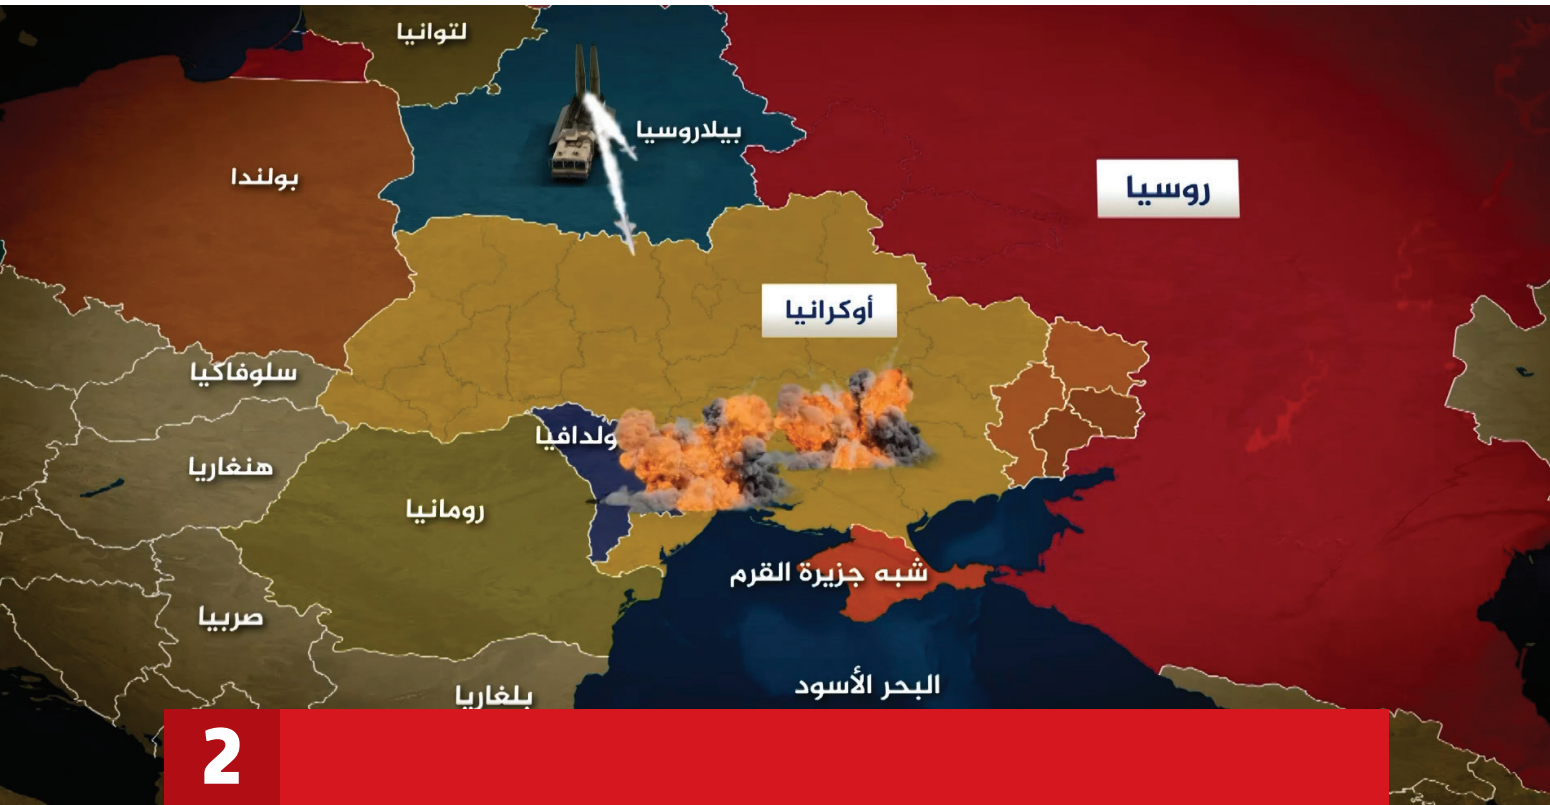 لتوانيا
بيلاروسيا
بولندا
روسيا
أوكرانيا
سلوفاكيا
ولدافيا
هنغاريا
رومانيا
شبه جزيرة القرم
صربيا
البحر الأسود
بلغاريا
2